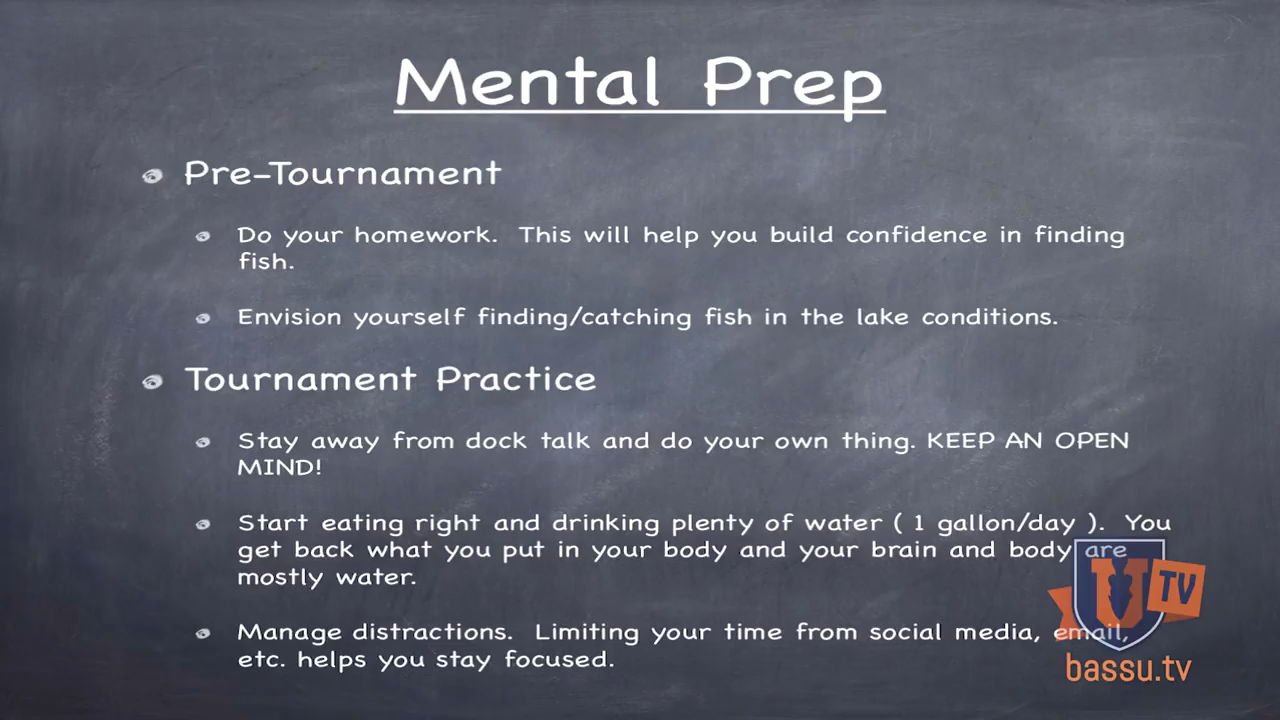 Mental Prep
Pre-Tournament
Do your homework.  This will help you build confidence in finding
fish.
Envision yourself finding/catching fish in the lake conditions.
Tournament Practice
Stay away from dock talk and do your own thing. KEEP AN OPEN
MIND!
Start eating right and drinking plenty of water ( 1 gallon/day ).  You
get back what you put in your body and your brain and body are
mostly water.
Manage distractions.  Limiting your time from social media, email,
etc. helps you stay focused.
U TV
bassu.tv